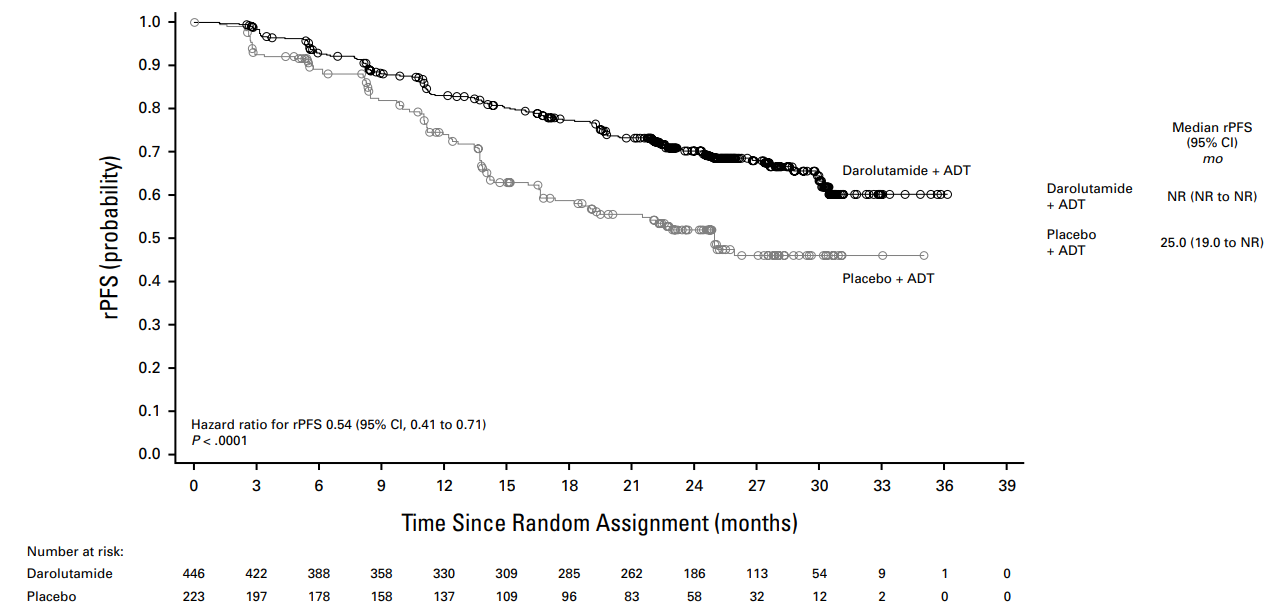 1.0
0.9
0.8
0.7
0.6
0.5
0.4
0.3
0.2
0.1
0.0
rPFS (probability)
Darolutamide + ADT
Placebo + ADT
Median rPFS
(95% CI)
mo
Darolutamide
+ ADT
NR (NR to NR)
Placebo
+ ADT
25.0 (19.0 to NR)
Hazard ratio for rPFS 0.54 (95% CI, 0.41 to 0.71)
P < .0001
0 3 6 9 12 15 18 21 24 27 30 33 36 39
Time Since Random Assignment (months)
Number at risk:
Darolutamide 446 422 388 358 330 309 285 262 186 113 54 9 1 0
Placebo 223 197 178 158 137 109 96 83 58 32 12 2 0 0